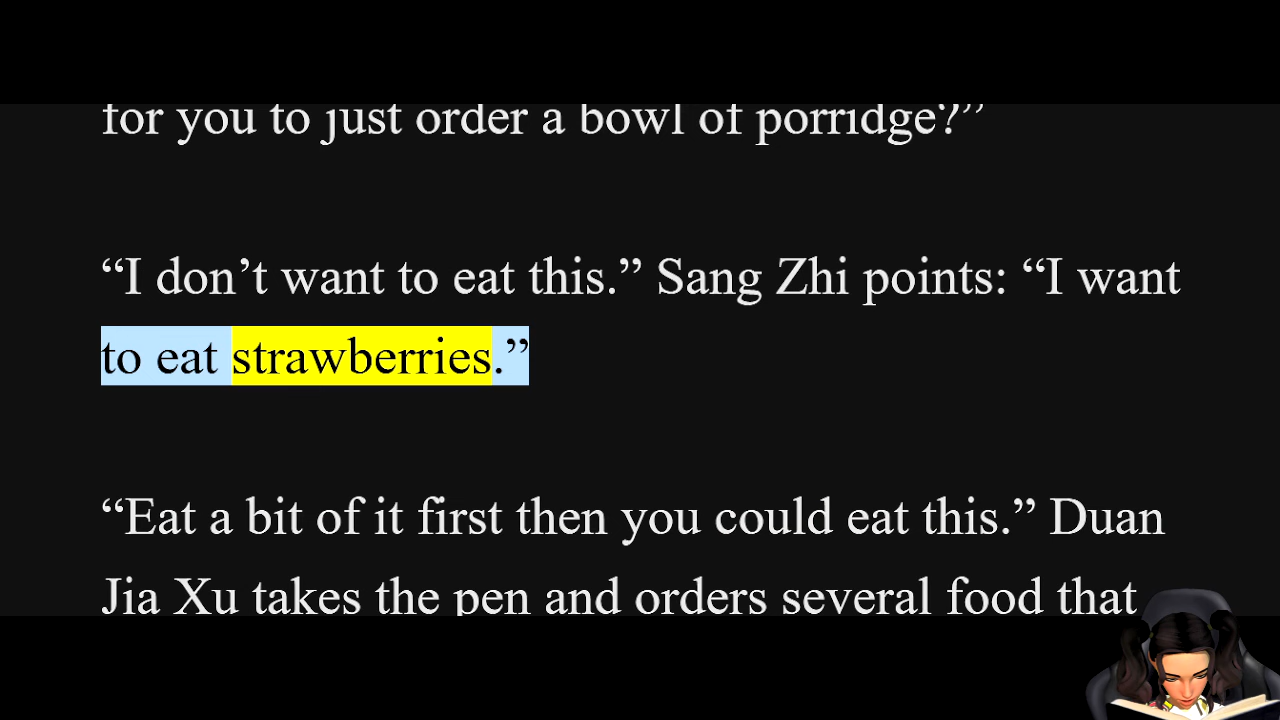 for you to just order a bowl of porridge?”
“I don’t want to eat this.” Sang Zhi points: “I want
to eat strawberries.”
“Eat a bit of it first then you could eat this.” Duan
Jia Xu takes the pen and orders several food that